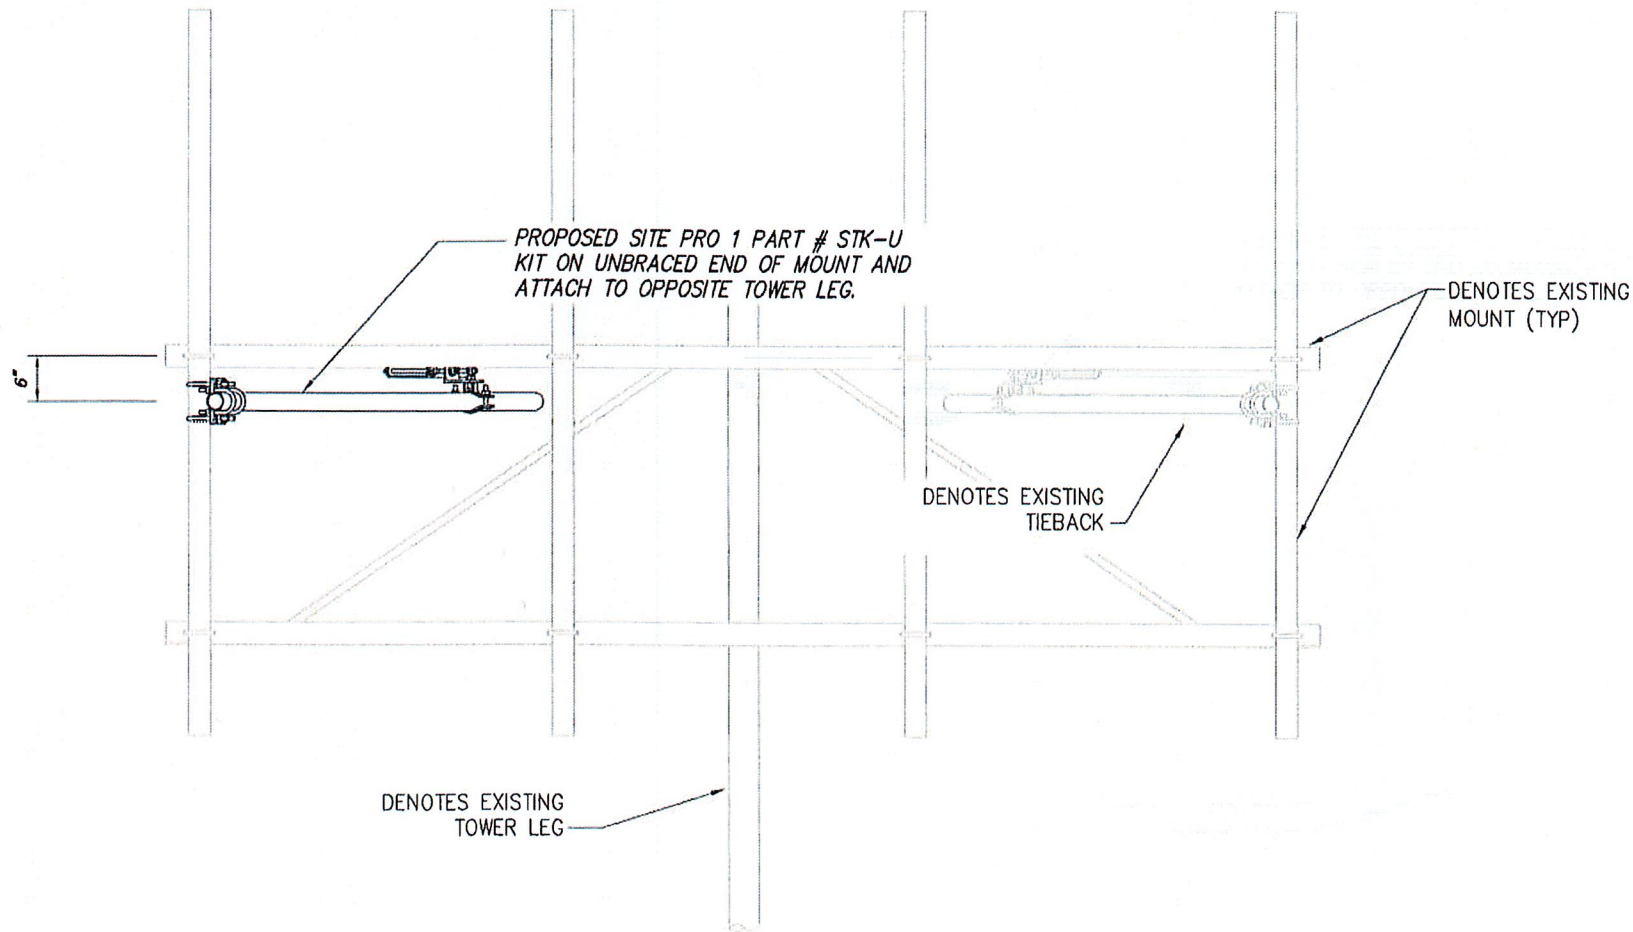 PROPOSED SITE PRO 1 PART # STK-U
KIT ON UNBRACED END OF MOUNT AND
ATTACH TO OPPOSITE TOWER LEG.
DENOTES EXISTING
MOUNT (TYP)
6"
DENOTES EXISTING
TIEBACK
DENOTES EXISTING
TOWER LEG